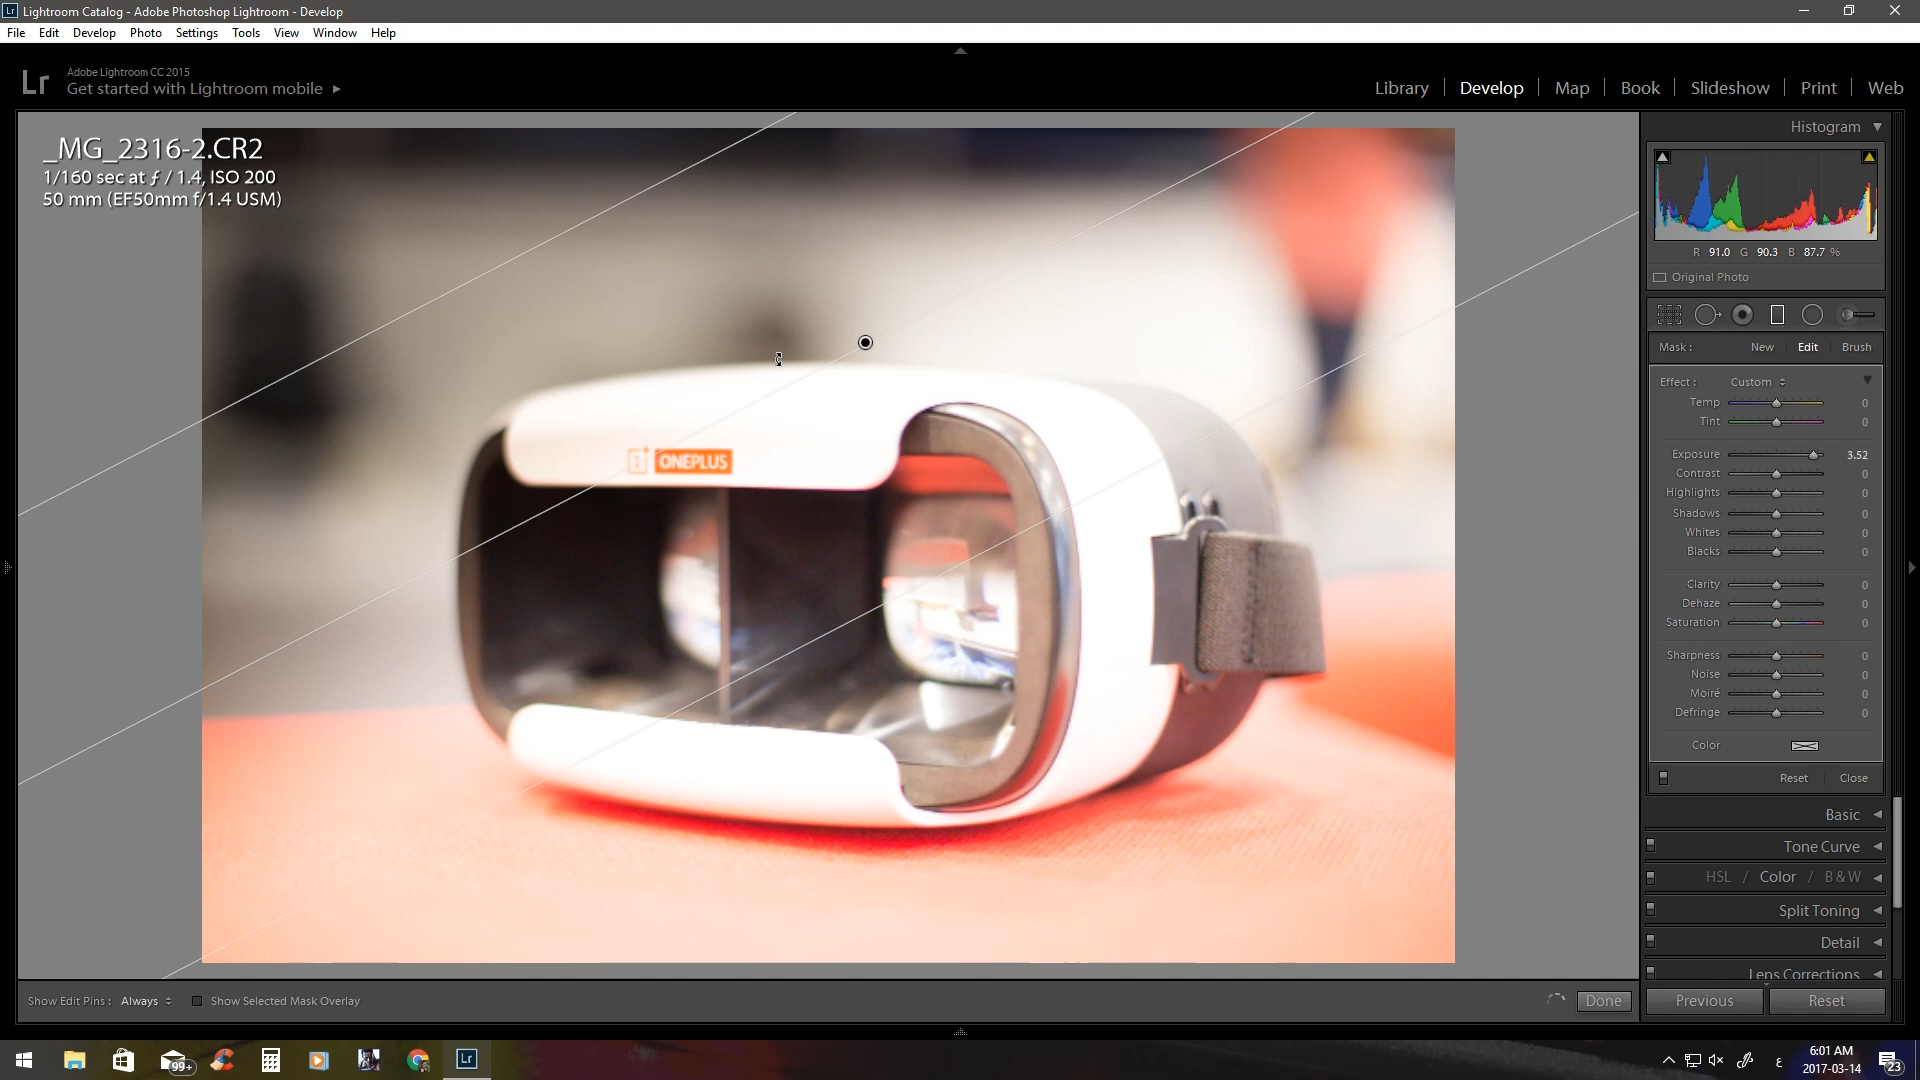 Lightroom Catalog - Adobe Photoshop Lightroom - Develop
File Edit Develop Photo Settings Tools View Window Help
Lr
Adobe Lightroom CC 2015
Get started with Lightroom mobile
Library Develop Map Book Slideshow Print Web
_MG_2316-2.CR2
1/160 sec at ƒ / 1.4, ISO 200
50 mm (EF50mm f/1.4 USM)
ONEPLUS
Histogram
R 91.0 G 90.3 B 87.7 %
Original Photo
Mask : New Edit Brush
Effect : Custom
Temp 0
Tint 0
Exposure 3.52
Contrast 0
Highlights 0
Shadows 0
Whites 0
Blacks 0
Clarity 0
Dehaze 0
Saturation 0
Sharpness 0
Noise 0
Moiré 0
Defringe 0
Color
Reset Close
Basic
Tone Curve
HSL / Color / B & W
Split Toning
Detail
Lens Corrections
Show Edit Pins : Always Show Selected Mask Overlay Done
Previous Reset
99+
Lr
ع
6:01 AM
2017-03-14
23